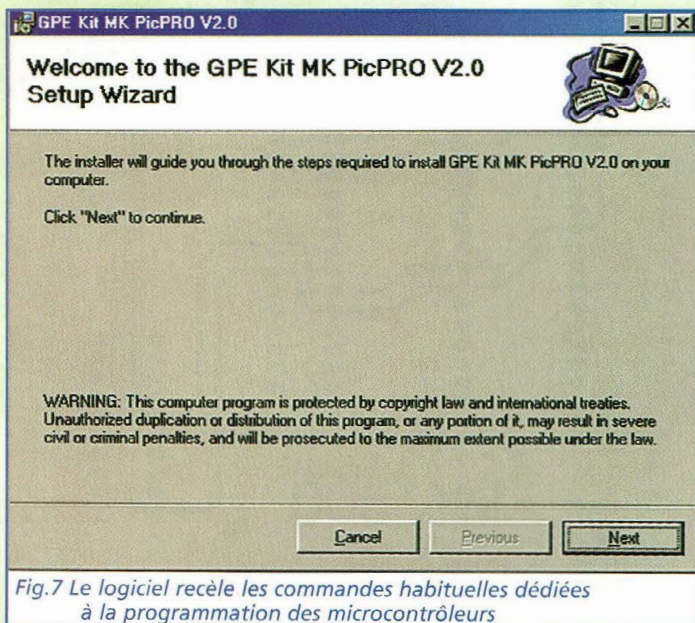 GPE Kit MK PicPRO V2.0
Welcome to the GPE Kit MK PicPRO V2.0
Setup Wizard
The installer will guide you through the steps required to install GPE Kit MK PicPRO V2.0 on your
computer.
Click "Next" to continue.
WARNING: This computer program is protected by copyright law and international treaties.
Unauthorized duplication or distribution of this program, or any portion of it, may result in severe
civil or criminal penalties, and will be prosecuted to the maximum extent possible under the law.
Cancel Previous Next
Fig.7 Le logiciel recèle les commandes habituelles dédiées
à la programmation des microcontrôleurs